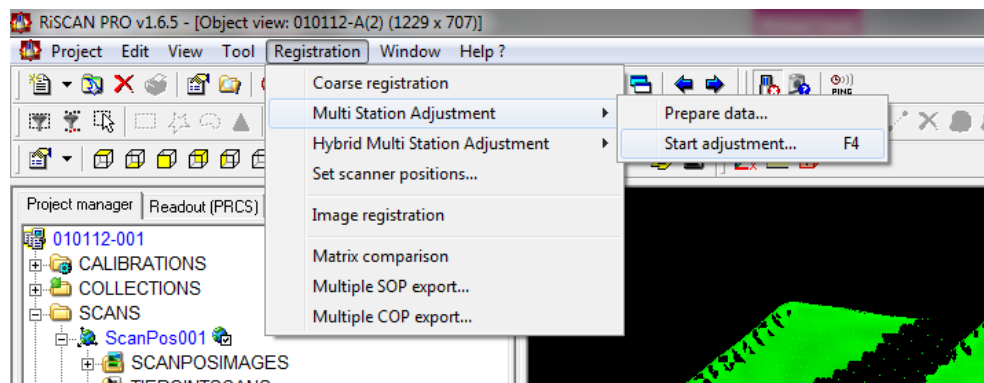 RiSCAN PRO v1.6.5 - [Object view: 010112-A(2) (1229 x 707)]
Project Edit View Tool Registration Window Help ?
PING
Coarse registration
Multi Station Adjustment
Prepare data...
Start adjustment... F4
Hybrid Multi Station Adjustment
Set scanner positions...
Image registration
Matrix comparison
Multiple SOP export...
Multiple COP export...
Project manager Readout (PRCS)
010112-001
CALIBRATIONS
COLLECTIONS
SCANS
ScanPos001
SCANPOSIMAGES
TIEPOINTSCANS